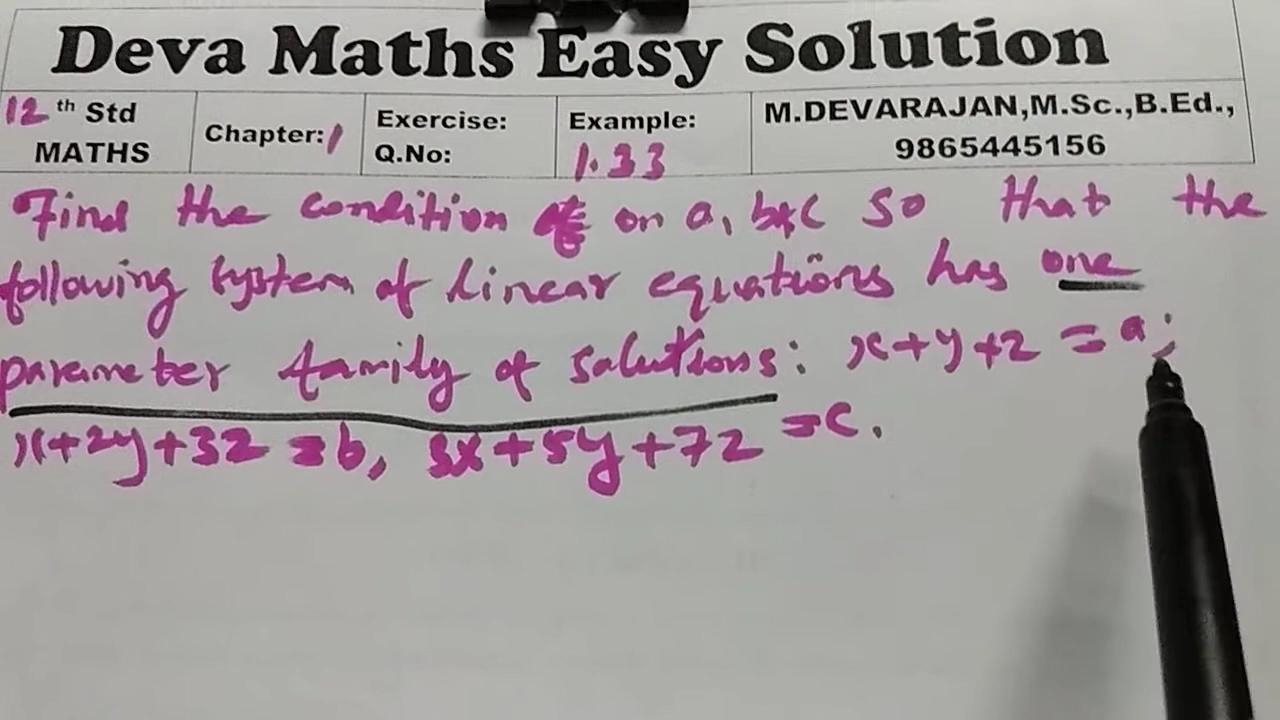 Deva Maths Easy Solution
12 th Std MATHS
Chapter: 1
Exercise:
Q.No:
Example: 1.33
M.DEVARAJAN,M.Sc.,B.Ed.,
9865445156
Find the condition on a, b & c so that the
following system of linear equations has one
parameter family of solutions: x+y+z = a;
x+2y+3z = b, 3x+5y+7z = c.